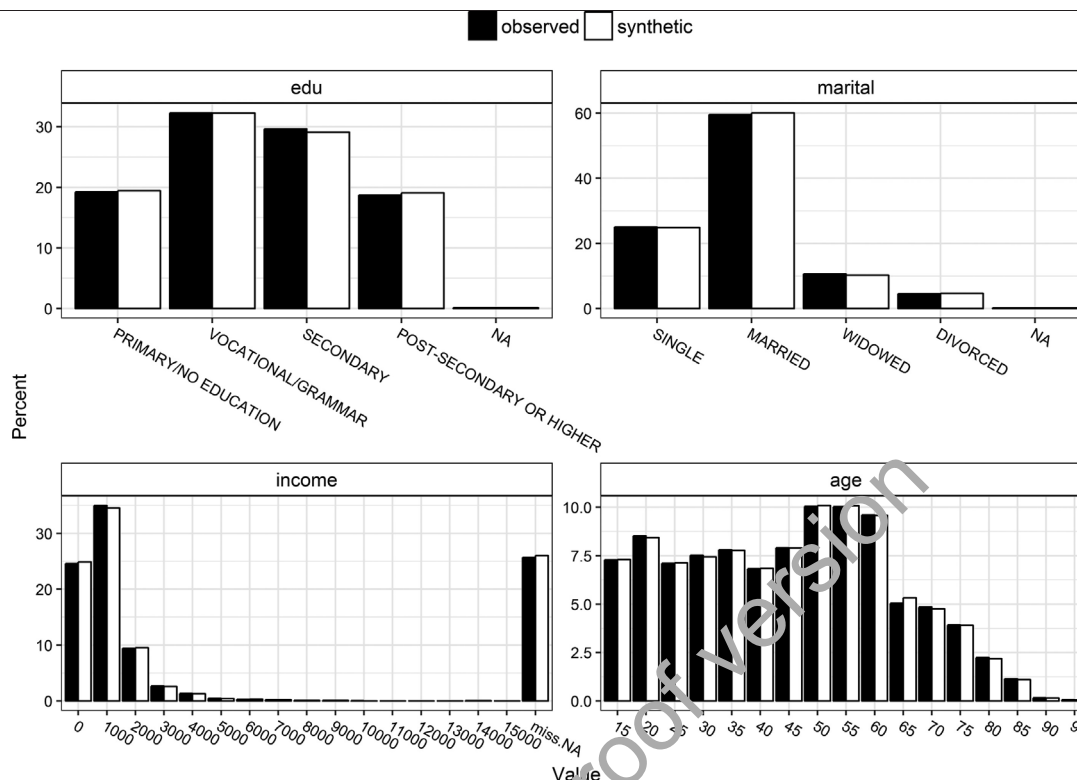 observed synthetic
edu
marital
30
20
10
0
60
40
20
0
PRIMARY/NO EDUCATION
VOCATIONAL/GRAMMAR
SECONDARY
POST-SECONDARY OR HIGHER
NA
SINGLE
MARRIED
WIDOWED
DIVORCED
NA
Percent
income
age
30
20
10
0
10.0
7.5
5.0
2.5
0.0
0 1000 2000 3000 4000 5000 6000 7000 8000 9000 10000 11000 12000 13000 14000 15000 miss.NA
15 20 25 30 35 40 45 50 55 60 65 70 75 80 85 90
Value
roof version